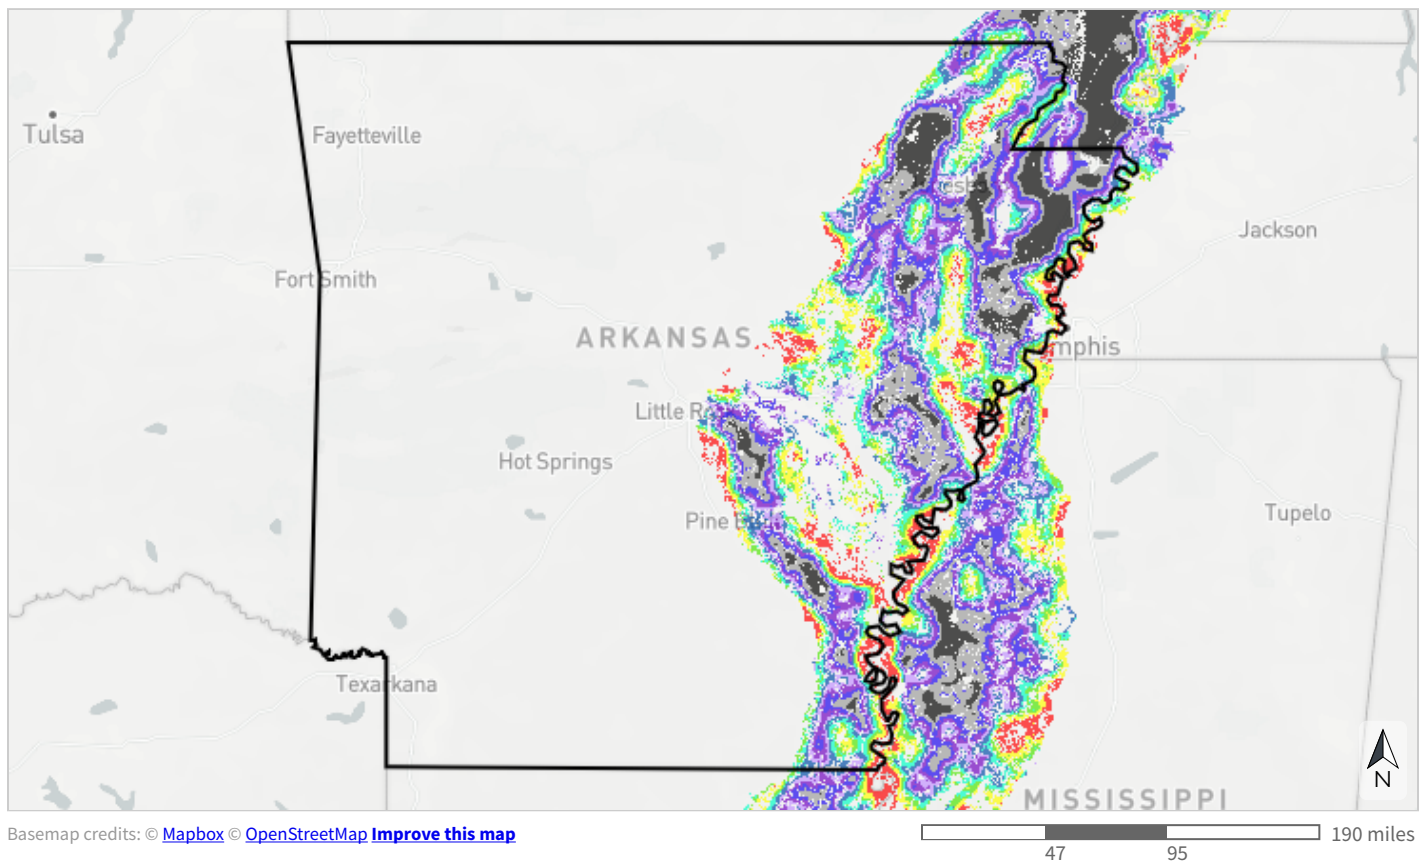 Tulsa
Fayetteville
Jackson
Fort Smith
ARKANSAS
Little
Hot Springs
Tupelo
Pine
Texarkana
MISSISSIPPI
N
Basemap credits: © Mapbox © OpenStreetMap Improve this map
190 miles
47 95